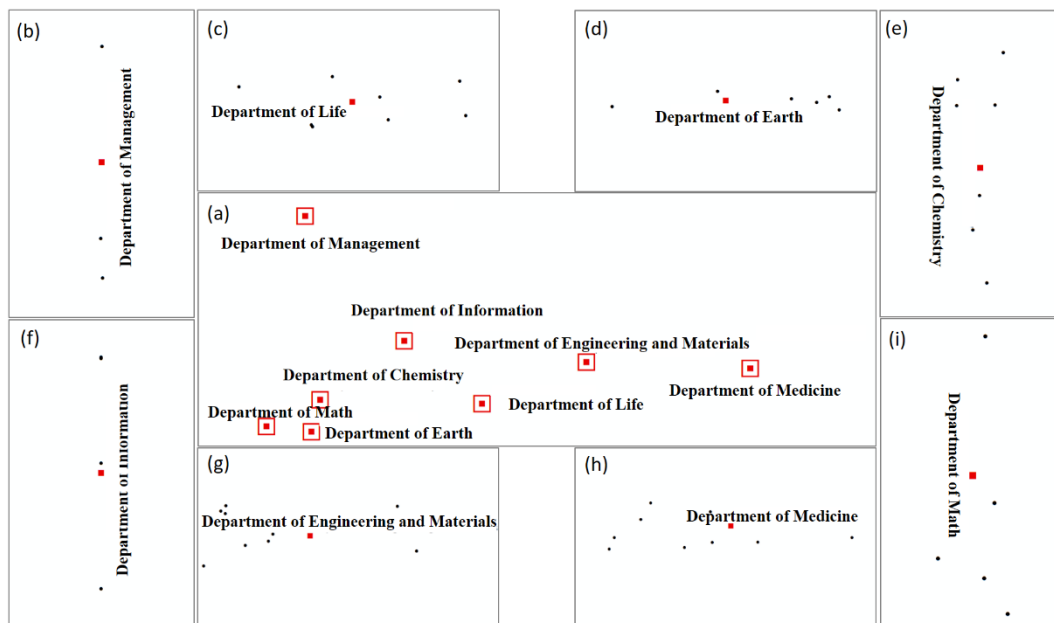 (b)
Department of Management
(c)
Department of Life
(d)
Department of Earth
(e)
Department of Chemistry
(a)
Department of Management
Department of Information
Department of Engineering and Materials
Department of Chemistry
Department of Medicine
Department of Math
Department of Life
Department of Earth
(f)
Department of Information
(g)
Department of Engineering and Materials
(h)
Department of Medicine
(i)
Department of Math